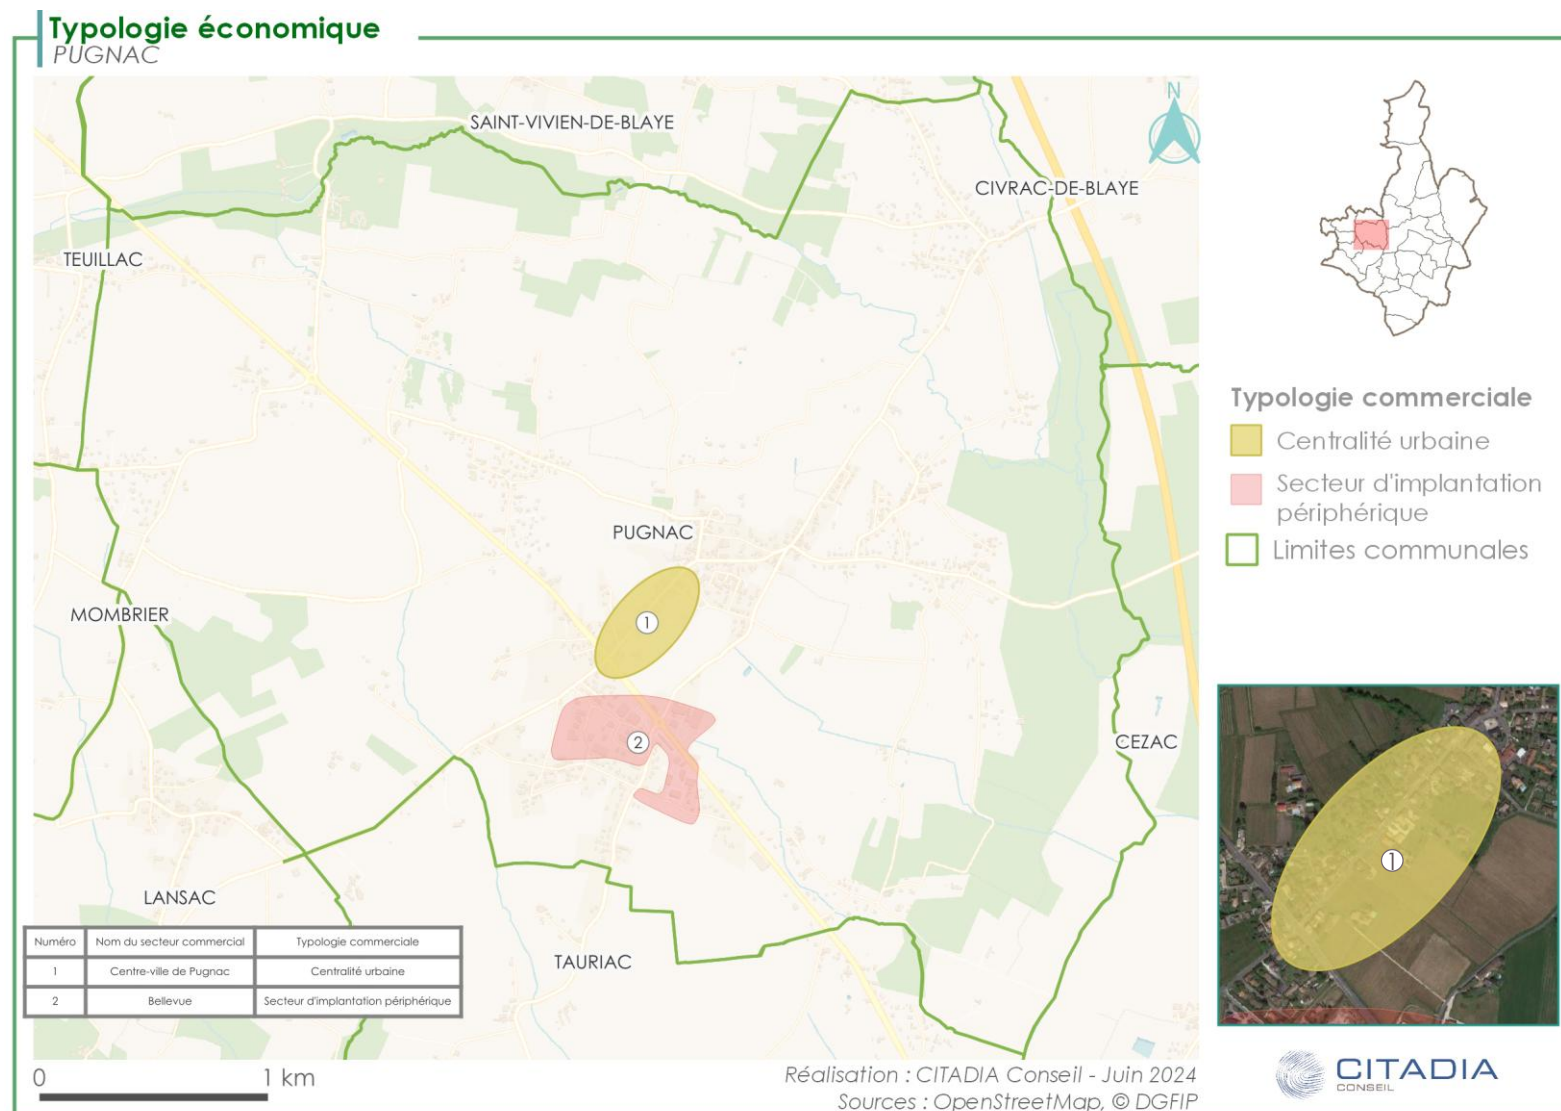 Typologie économique
PUGNAC
N
SAINT-VIVIEN-DE-BLAYE
CIVRAC-DE-BLAYE
TEUILLAC
PUGNAC
1
MOMBRIER
2
CEZAC
LANSAC
TAURIAC
Numéro Nom du secteur commercial Typologie commerciale
1 Centre-ville de Pugnac Centralité urbaine
2 Bellevue Secteur d'implantation périphérique
0 1 km
Réalisation : CITADIA Conseil - Juin 2024
Sources : OpenStreetMap, © DGFIP
Typologie commerciale
Centralité urbaine
Secteur d'implantation
périphérique
Limites communales
1
CITADIA
CONSEIL